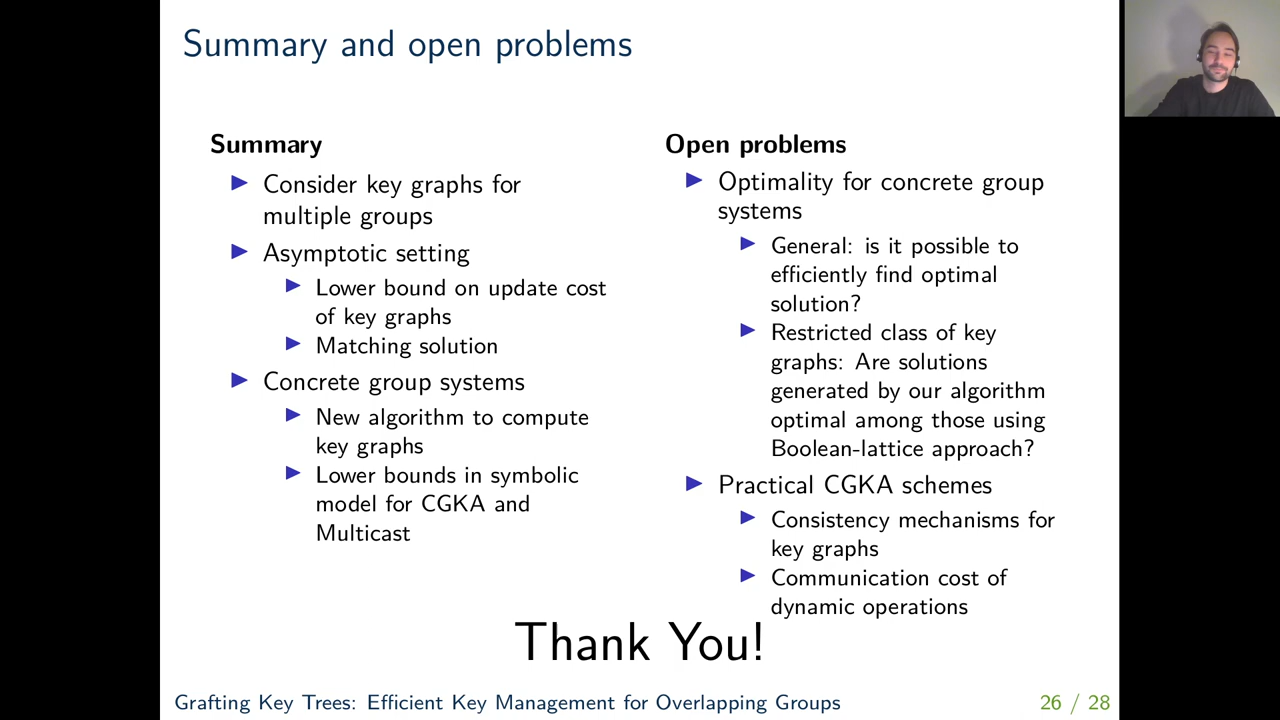 Summary and open problems
Summary
Consider key graphs for
multiple groups
Asymptotic setting
Lower bound on update cost
of key graphs
Matching solution
Concrete group systems
New algorithm to compute
key graphs
Lower bounds in symbolic
model for CGKA and
Multicast
Open problems
Optimality for concrete group
systems
General: is it possible to
efficiently find optimal
solution?
Restricted class of key
graphs: Are solutions
generated by our algorithm
optimal among those using
Boolean-lattice approach?
Practical CGKA schemes
Consistency mechanisms for
key graphs
Communication cost of
dynamic operations
Thank You!
Grafting Key Trees: Efficient Key Management for Overlapping Groups
26 / 28